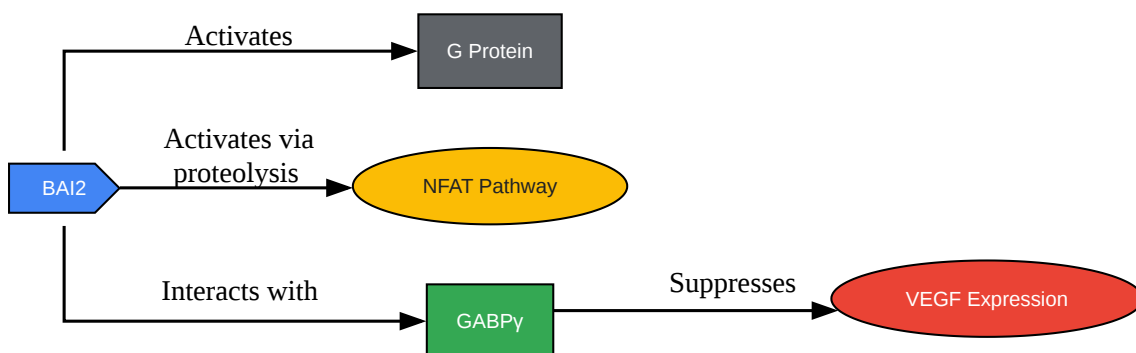 Activates
G Protein
Activates via
proteolysis
BAI2
NFAT Pathway
Interacts with
GABPγ
Suppresses
VEGF Expression